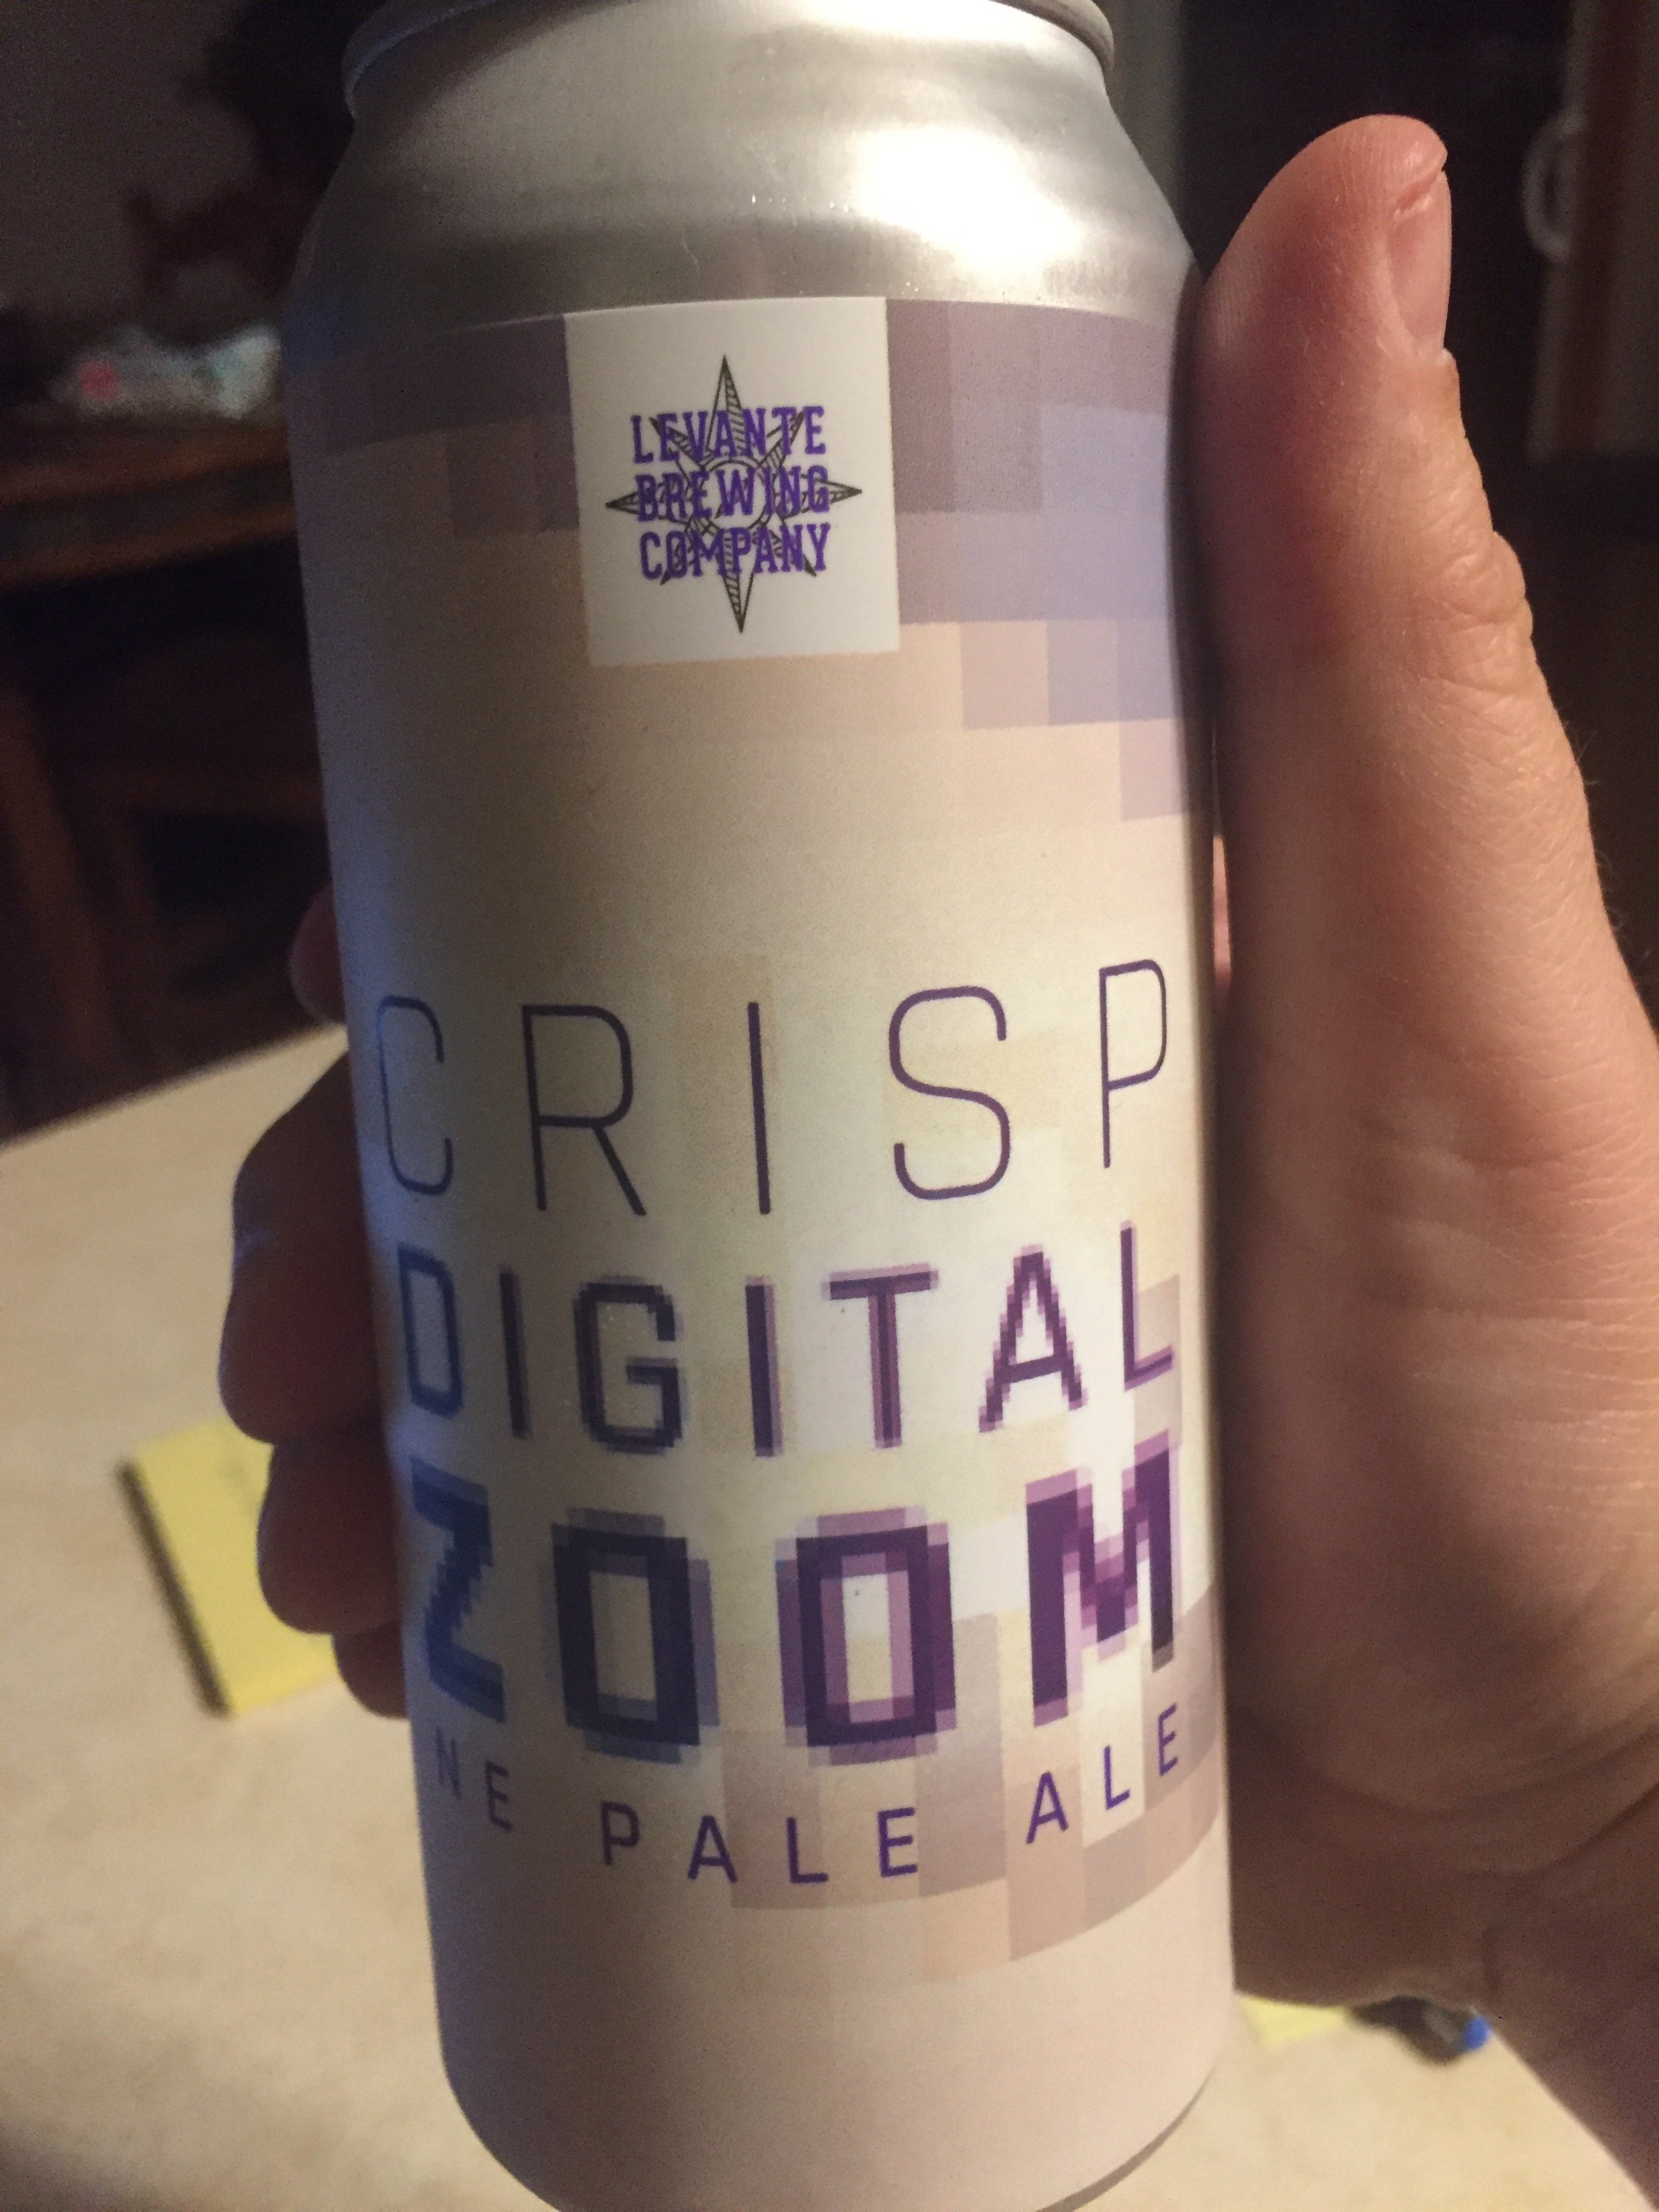 LEVANTE
BREWING
COMPANY
CRISP
DIGITAL
ZOOM
NE PALE ALE